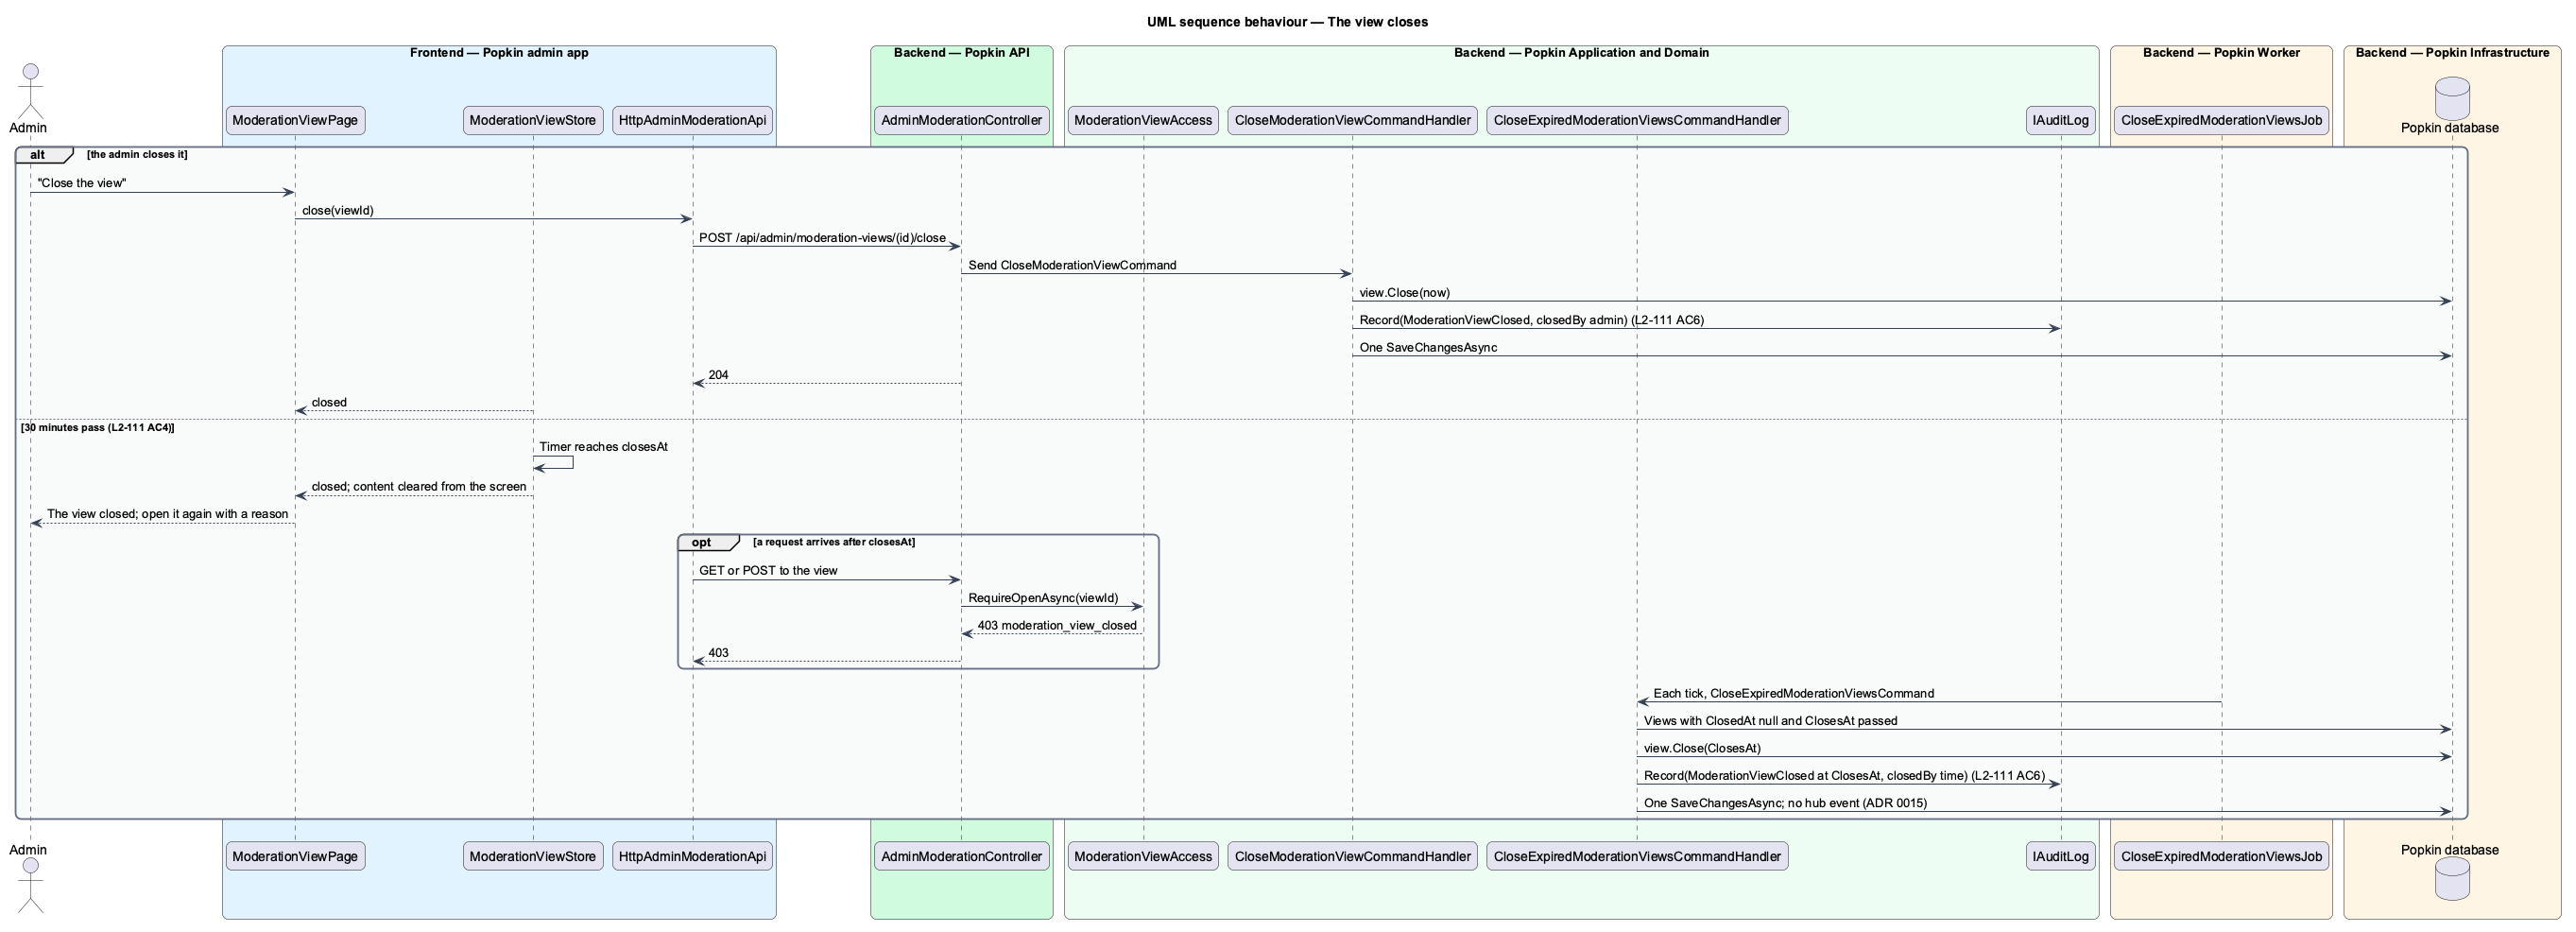 UML sequence behaviour — The view closes
Frontend — Popkin admin app
Backend — Popkin API
Backend — Popkin Application and Domain
Backend — Popkin Worker
Backend — Popkin Infrastructure
Admin
ModerationViewPage
ModerationViewStore
HttpAdminModerationApi
AdminModerationController
ModerationViewAccess
CloseModerationViewCommandHandler
CloseExpiredModerationViewsCommandHandler
IAuditLog
CloseExpiredModerationViewsJob
Popkin database
alt [the admin closes it]
"Close the view"
close(viewId)
POST /api/admin/moderation-views/(id)/close
Send CloseModerationViewCommand
view.Close(now)
Record(ModerationViewClosed, closedBy admin) (L2-111 AC6)
One SaveChangesAsync
204
closed
[30 minutes pass (L2-111 AC4)]
Timer reaches closesAt
closed; content cleared from the screen
The view closed; open it again with a reason
opt [a request arrives after closesAt]
GET or POST to the view
RequireOpenAsync(viewId)
403 moderation_view_closed
403
Each tick, CloseExpiredModerationViewsCommand
Views with ClosedAt null and ClosesAt passed
view.Close(ClosesAt)
Record(ModerationViewClosed at ClosesAt, closedBy time) (L2-111 AC6)
One SaveChangesAsync; no hub event (ADR 0015)
Admin
ModerationViewPage
ModerationViewStore
HttpAdminModerationApi
AdminModerationController
ModerationViewAccess
CloseModerationViewCommandHandler
CloseExpiredModerationViewsCommandHandler
IAuditLog
CloseExpiredModerationViewsJob
Popkin database